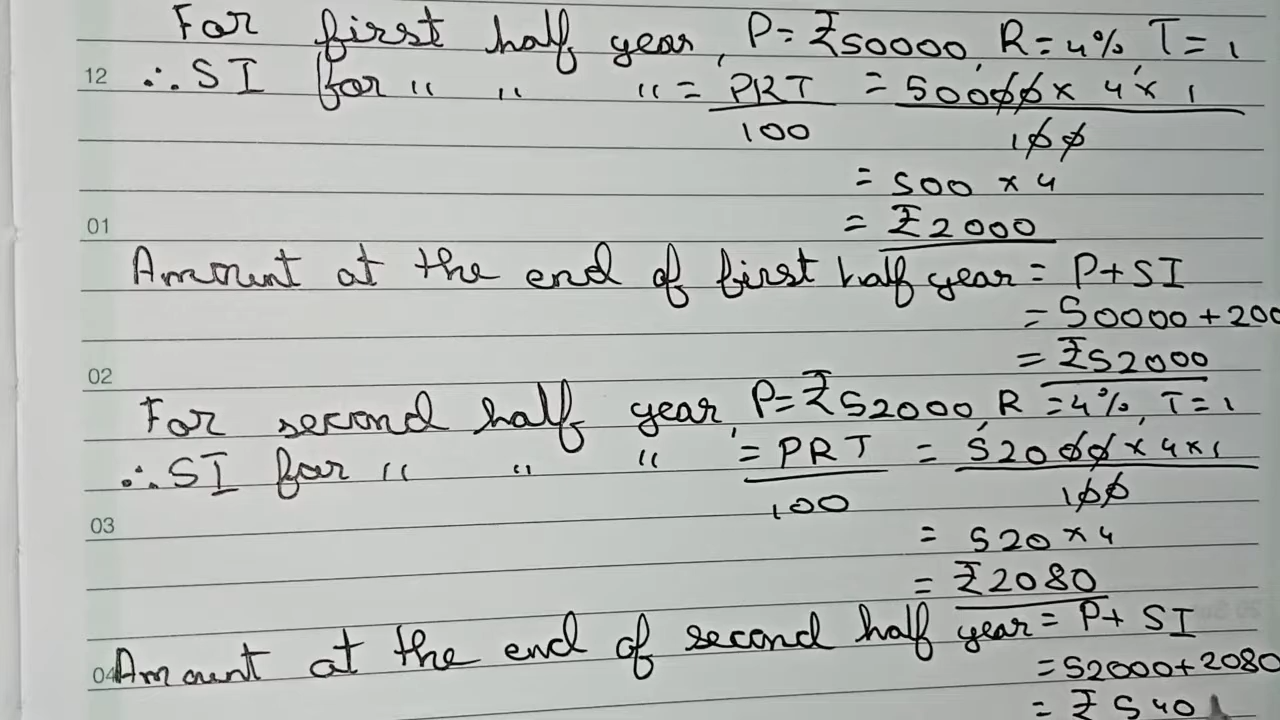 For first half year, P = ₹50000, R = 4%, T = 1
12 ∴ SI for " " " = PRT/100 = 50000 × 4 × 1/100
= 500 × 4
01 = ₹2000
Amount at the end of first half year = P + SI
= 50000 + 200
02 = ₹52000
For second half year, P = ₹52000, R = 4%, T = 1
∴ SI for " " " = PRT/100 = 52000 × 4 × 1/100
03 = 520 × 4
= ₹2080
Amount at the end of second half year = P + SI
04 = 52000 + 2080
= ₹540